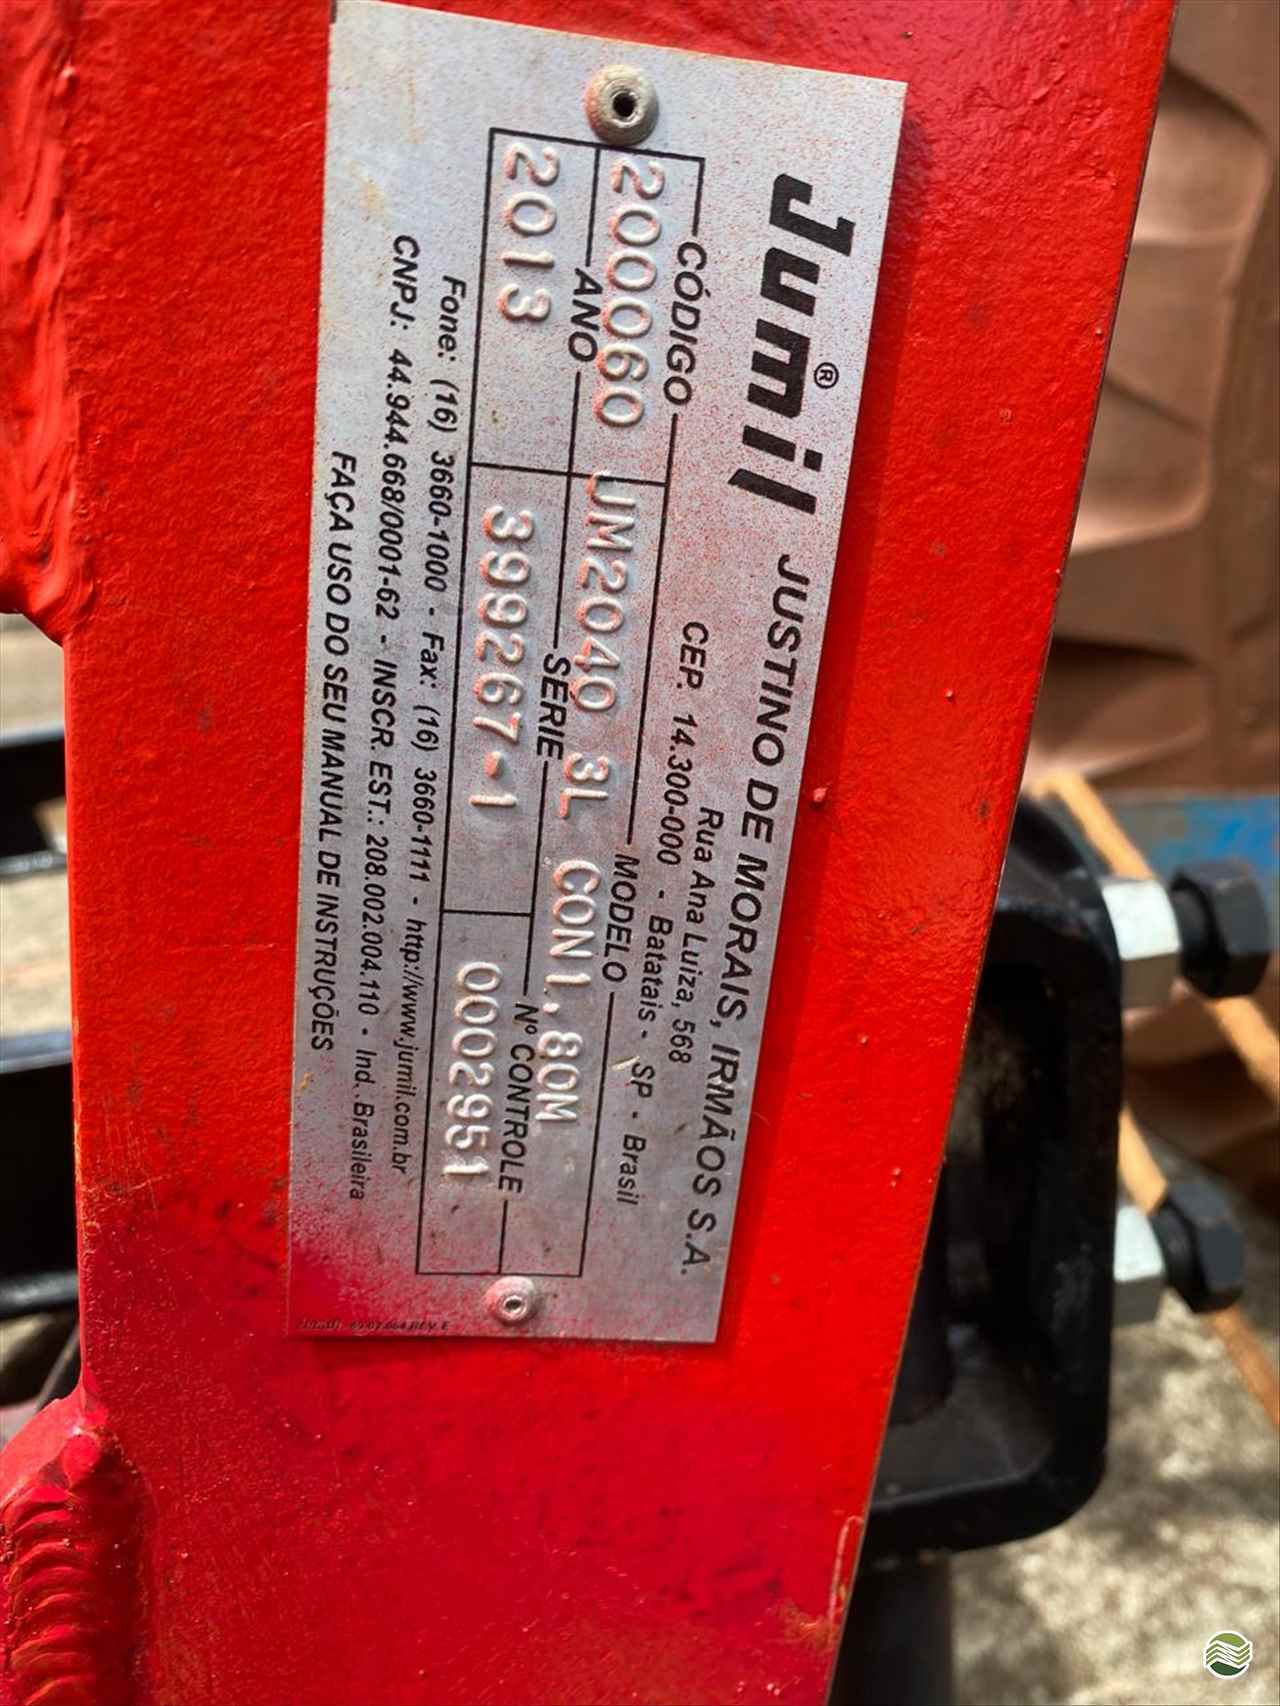 Jumil® JUSTINO DE MORAIS, IRMÃOS S.A.
Rua Ana Luiza, 568
CEP. 14.300-000 - Batatais - SP - Brasil
CÓDIGO MODELO
2000060 JM2040 3L CON1,80M
ANO SÉRIE Nº CONTROLE
2013 399267-1 0002951
Fone: (16) 3660-1000 - Fax: (16) 3660-1111 - http://www.jumil.com.br
CNPJ: 44.944.668/0001-62 - INSCR. EST.: 208.002.004.110 - Ind. Brasileira
FAÇA USO DO SEU MANUAL DE INSTRUÇÕES